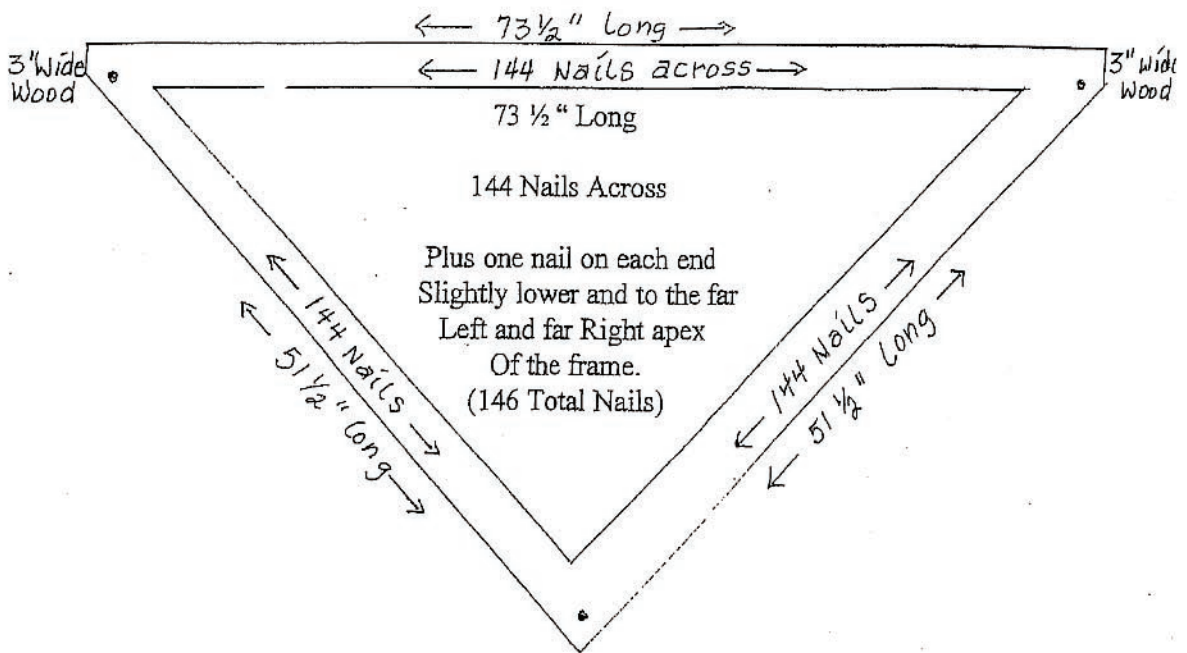 73½" Long
3"Wide
Wood
144 Nails across
3" wide
Wood
73 ½ “ Long
144 Nails Across
Plus one nail on each end
Slightly lower and to the far
Left and far Right apex
Of the frame.
(146 Total Nails)
144 Nails
51½" Long
144 Nails
51½" Long